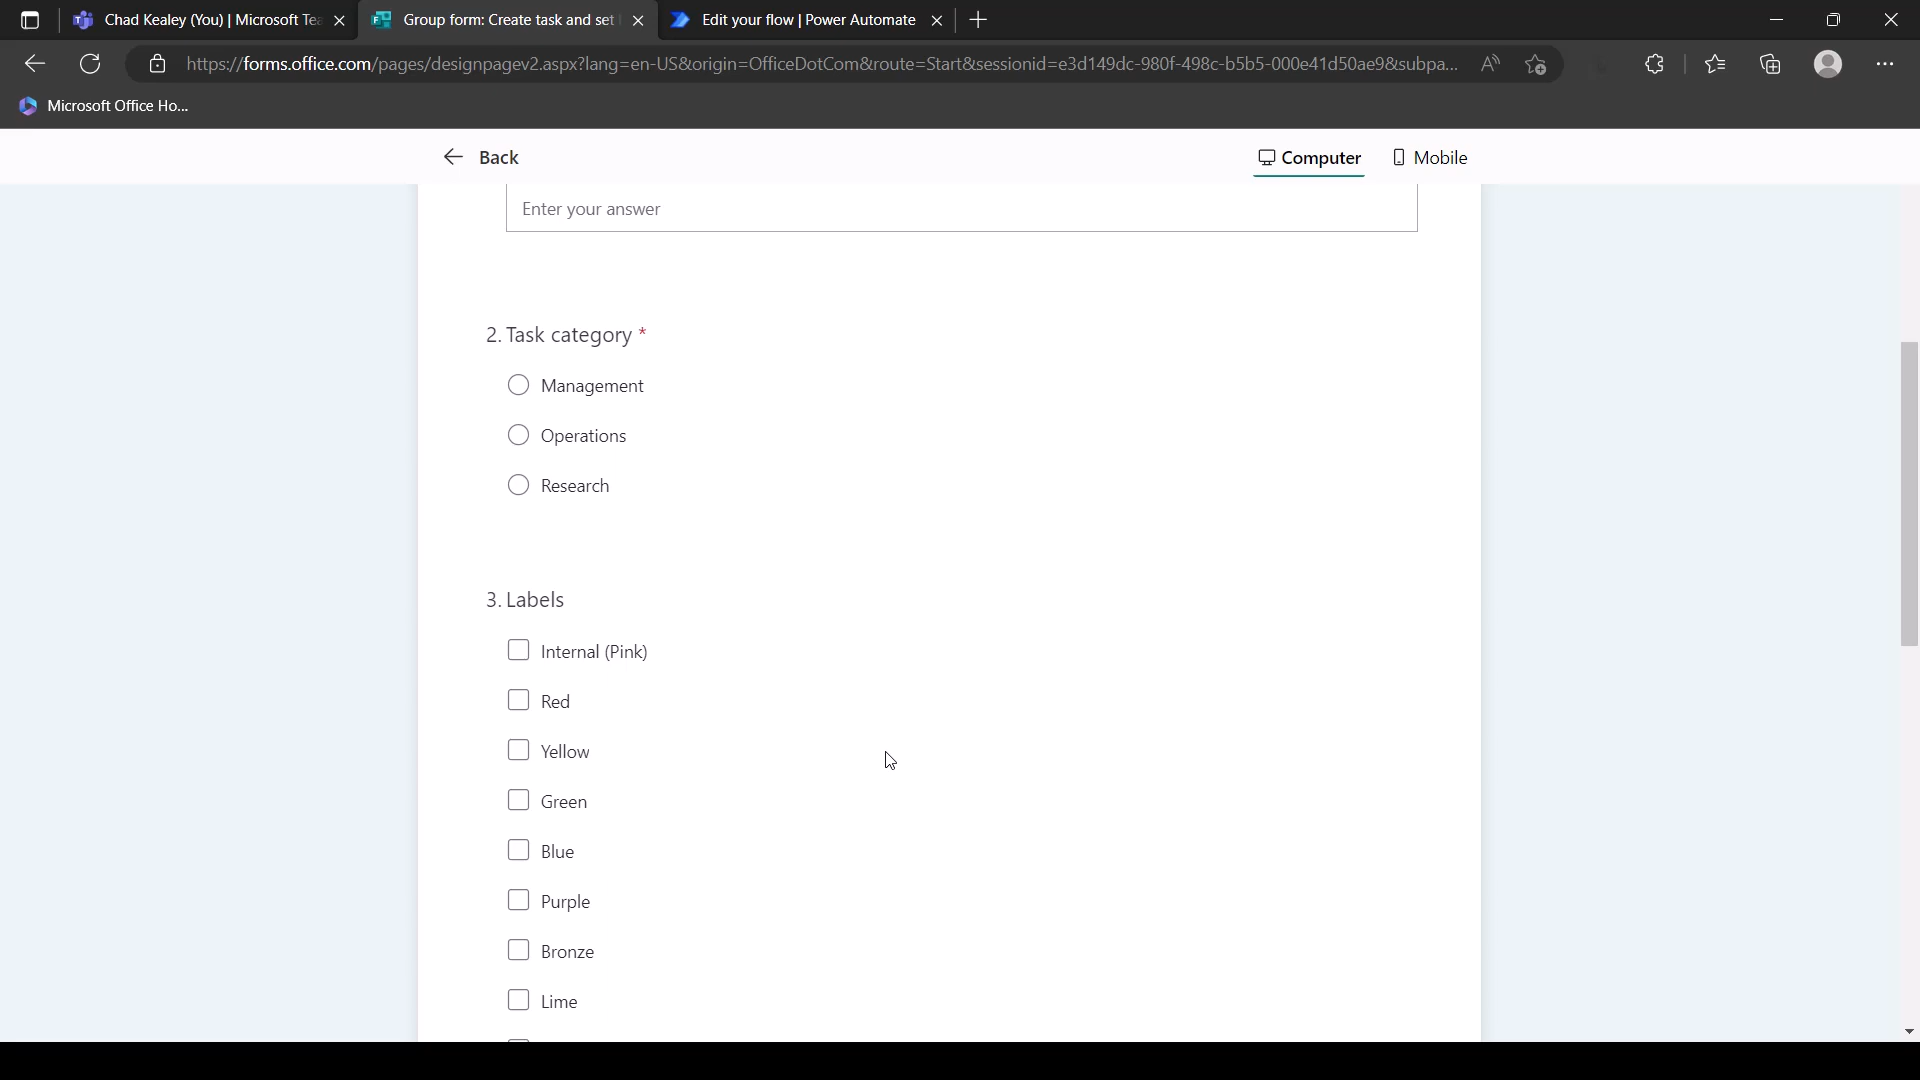 Chad Kealey (You) | Microsoft Tea
Group form: Create task and set
Edit your flow | Power Automate
https://forms.office.com/pages/designpagev2.aspx?lang=en-US&origin=OfficeDotCom&route=Start&sessionid=e3d149dc-980f-498c-b5b5-000e41d50ae9&subpa...
Microsoft Office Ho...
Back
Computer
Mobile
Enter your answer
2. Task category *
Management
Operations
Research
3. Labels
Internal (Pink)
Red
Yellow
Green
Blue
Purple
Bronze
Lime